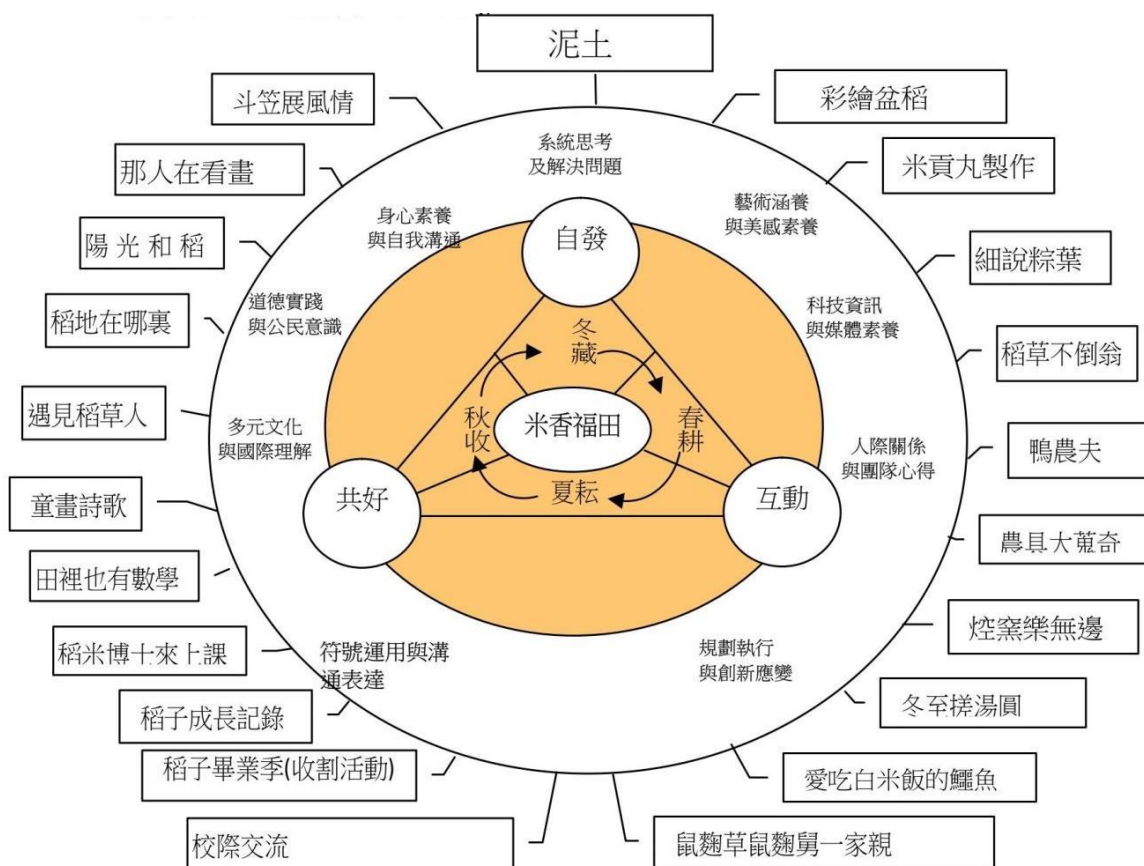 泥土
斗笠展風情
彩繪盆稻
那人在看畫
米貢丸製作
陽光和稻
細說粽葉
稻地在哪裏
稻草不倒翁
遇見稻草人
鴨農夫
童畫詩歌
農具大蒐奇
田裡也有數學
焢窯樂無邊
稻米博士來上課
冬至搓湯圓
稻子成長記錄
愛吃白米飯的鱷魚
稻子畢業季(收割活動)
校際交流
鼠麴草鼠麴舅一家親
系統思考
及解決問題
身心素養
與自我溝通
藝術涵養
與美感素養
道德實踐
與公民意識
科技資訊
與媒體素養
多元文化
與國際理解
人際關係
與團隊心得
符號運用與溝
通表達
規劃執行
與創新應變
自發
共好
互動
冬藏
秋收
春耕
夏耘
米香福田